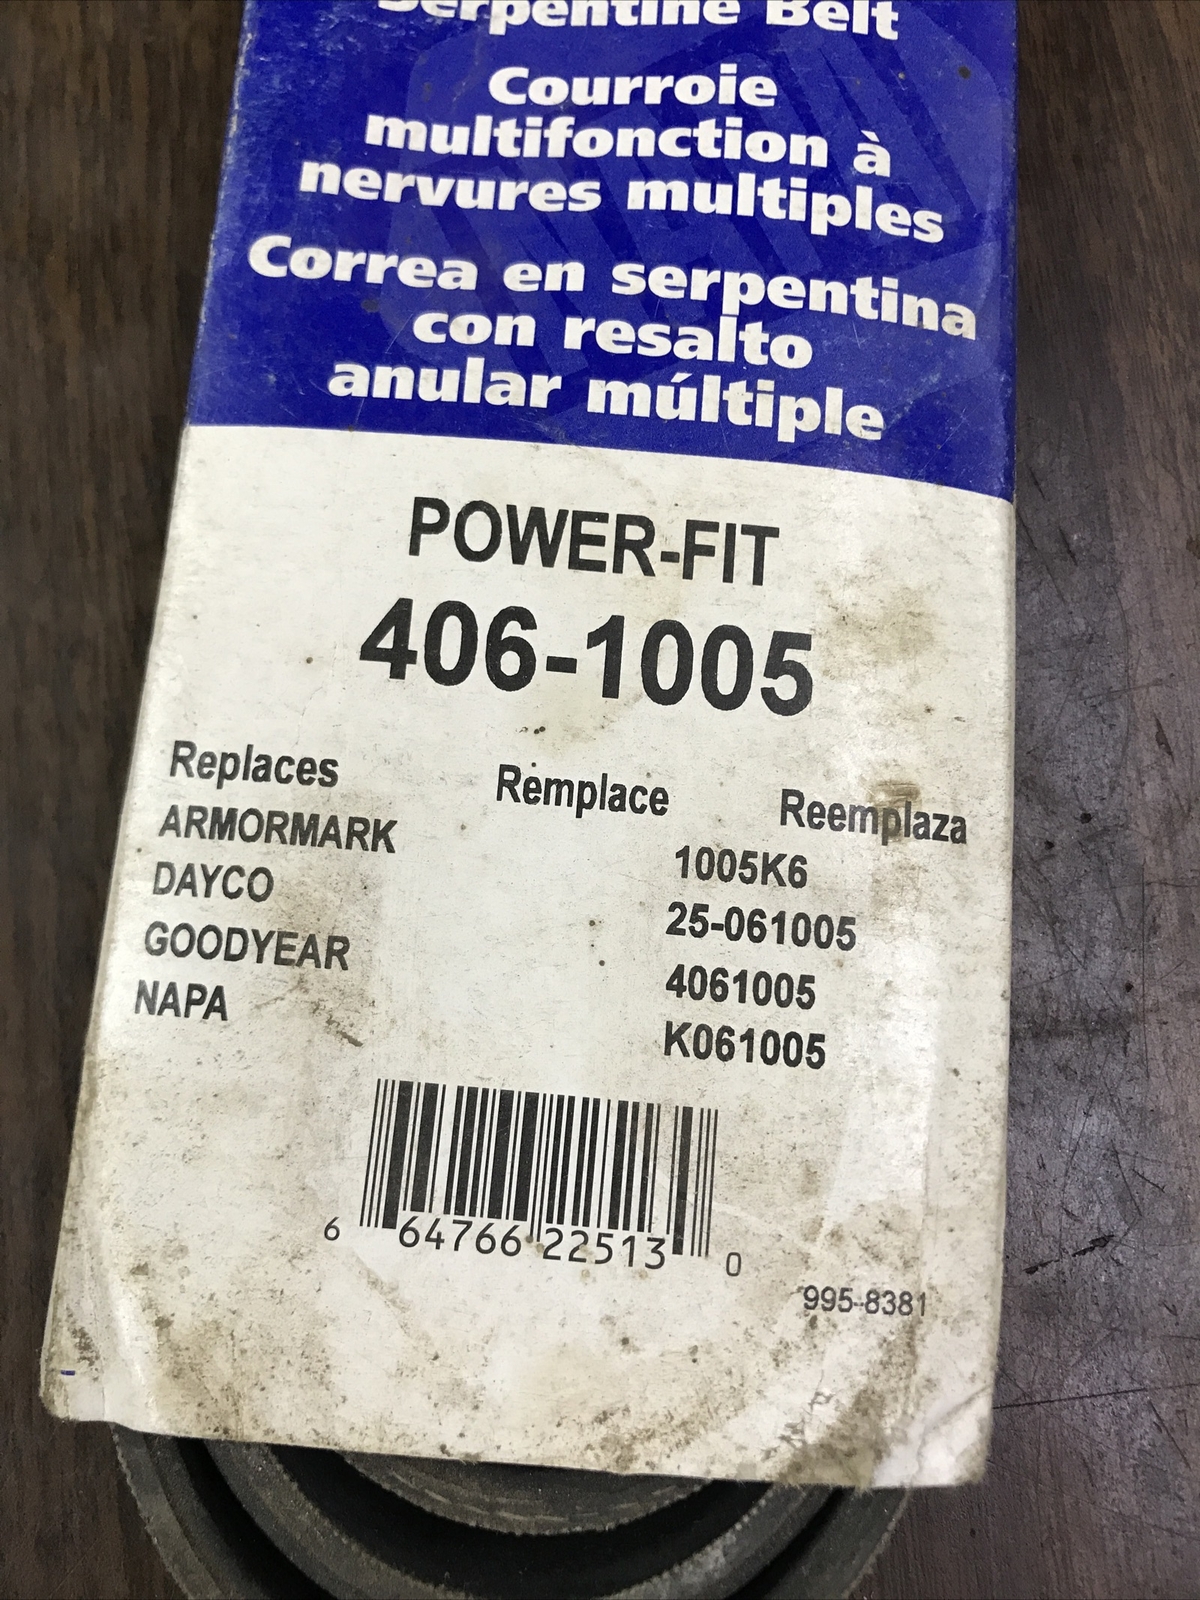 Serpentine Belt
Courroie
multifonction à
nervures multiples
Correa en serpentina
con resalto
anular múltiple
POWER-FIT
406-1005
Replaces Remplace Reemplaza
ARMORMARK 1005K6
DAYCO 25-061005
GOODYEAR 4061005
NAPA K061005
6 64766 22513 0
995-8381